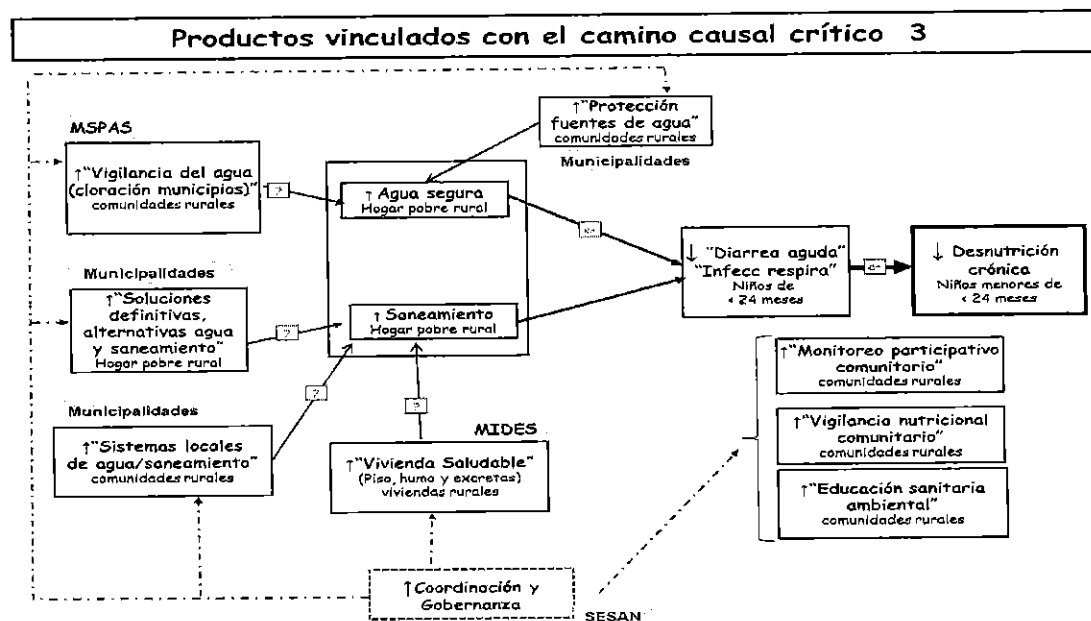 Productos vinculados con el camino causal crítico 3
MSPAS
↑"Vigilancia del agua
(cloración municipios)"
comunidades rurales
?
↑"Protección
fuentes de agua"
comunidades rurales
Municipalidades
↑ Agua segura
Hogar pobre rural
↓ "Diarrea aguda"
"Infecc respira"
Niños de
< 24 meses
↓ Desnutrición
crónica
Niños menores de
< 24 meses
Municipalidades
↑"Soluciones
definitivas,
alternativas agua
y saneamiento"
Hogar pobre rural
?
↑ Saneamiento
Hogar pobre rural
Municipalidades
↑"Sistemas locales
de agua/saneamiento"
comunidades rurales
?
?
MIDES
↑"Vivienda Saludable"
(Piso, humo y excretas)
viviendas rurales
↑"Monitoreo participativo
comunitario"
comunidades rurales
↑"Vigilancia nutricional
comunitario"
comunidades rurales
↑"Educación sanitaria
ambiental"
comunidades rurales
↑Coordinación y
Gobernanza
SESAN